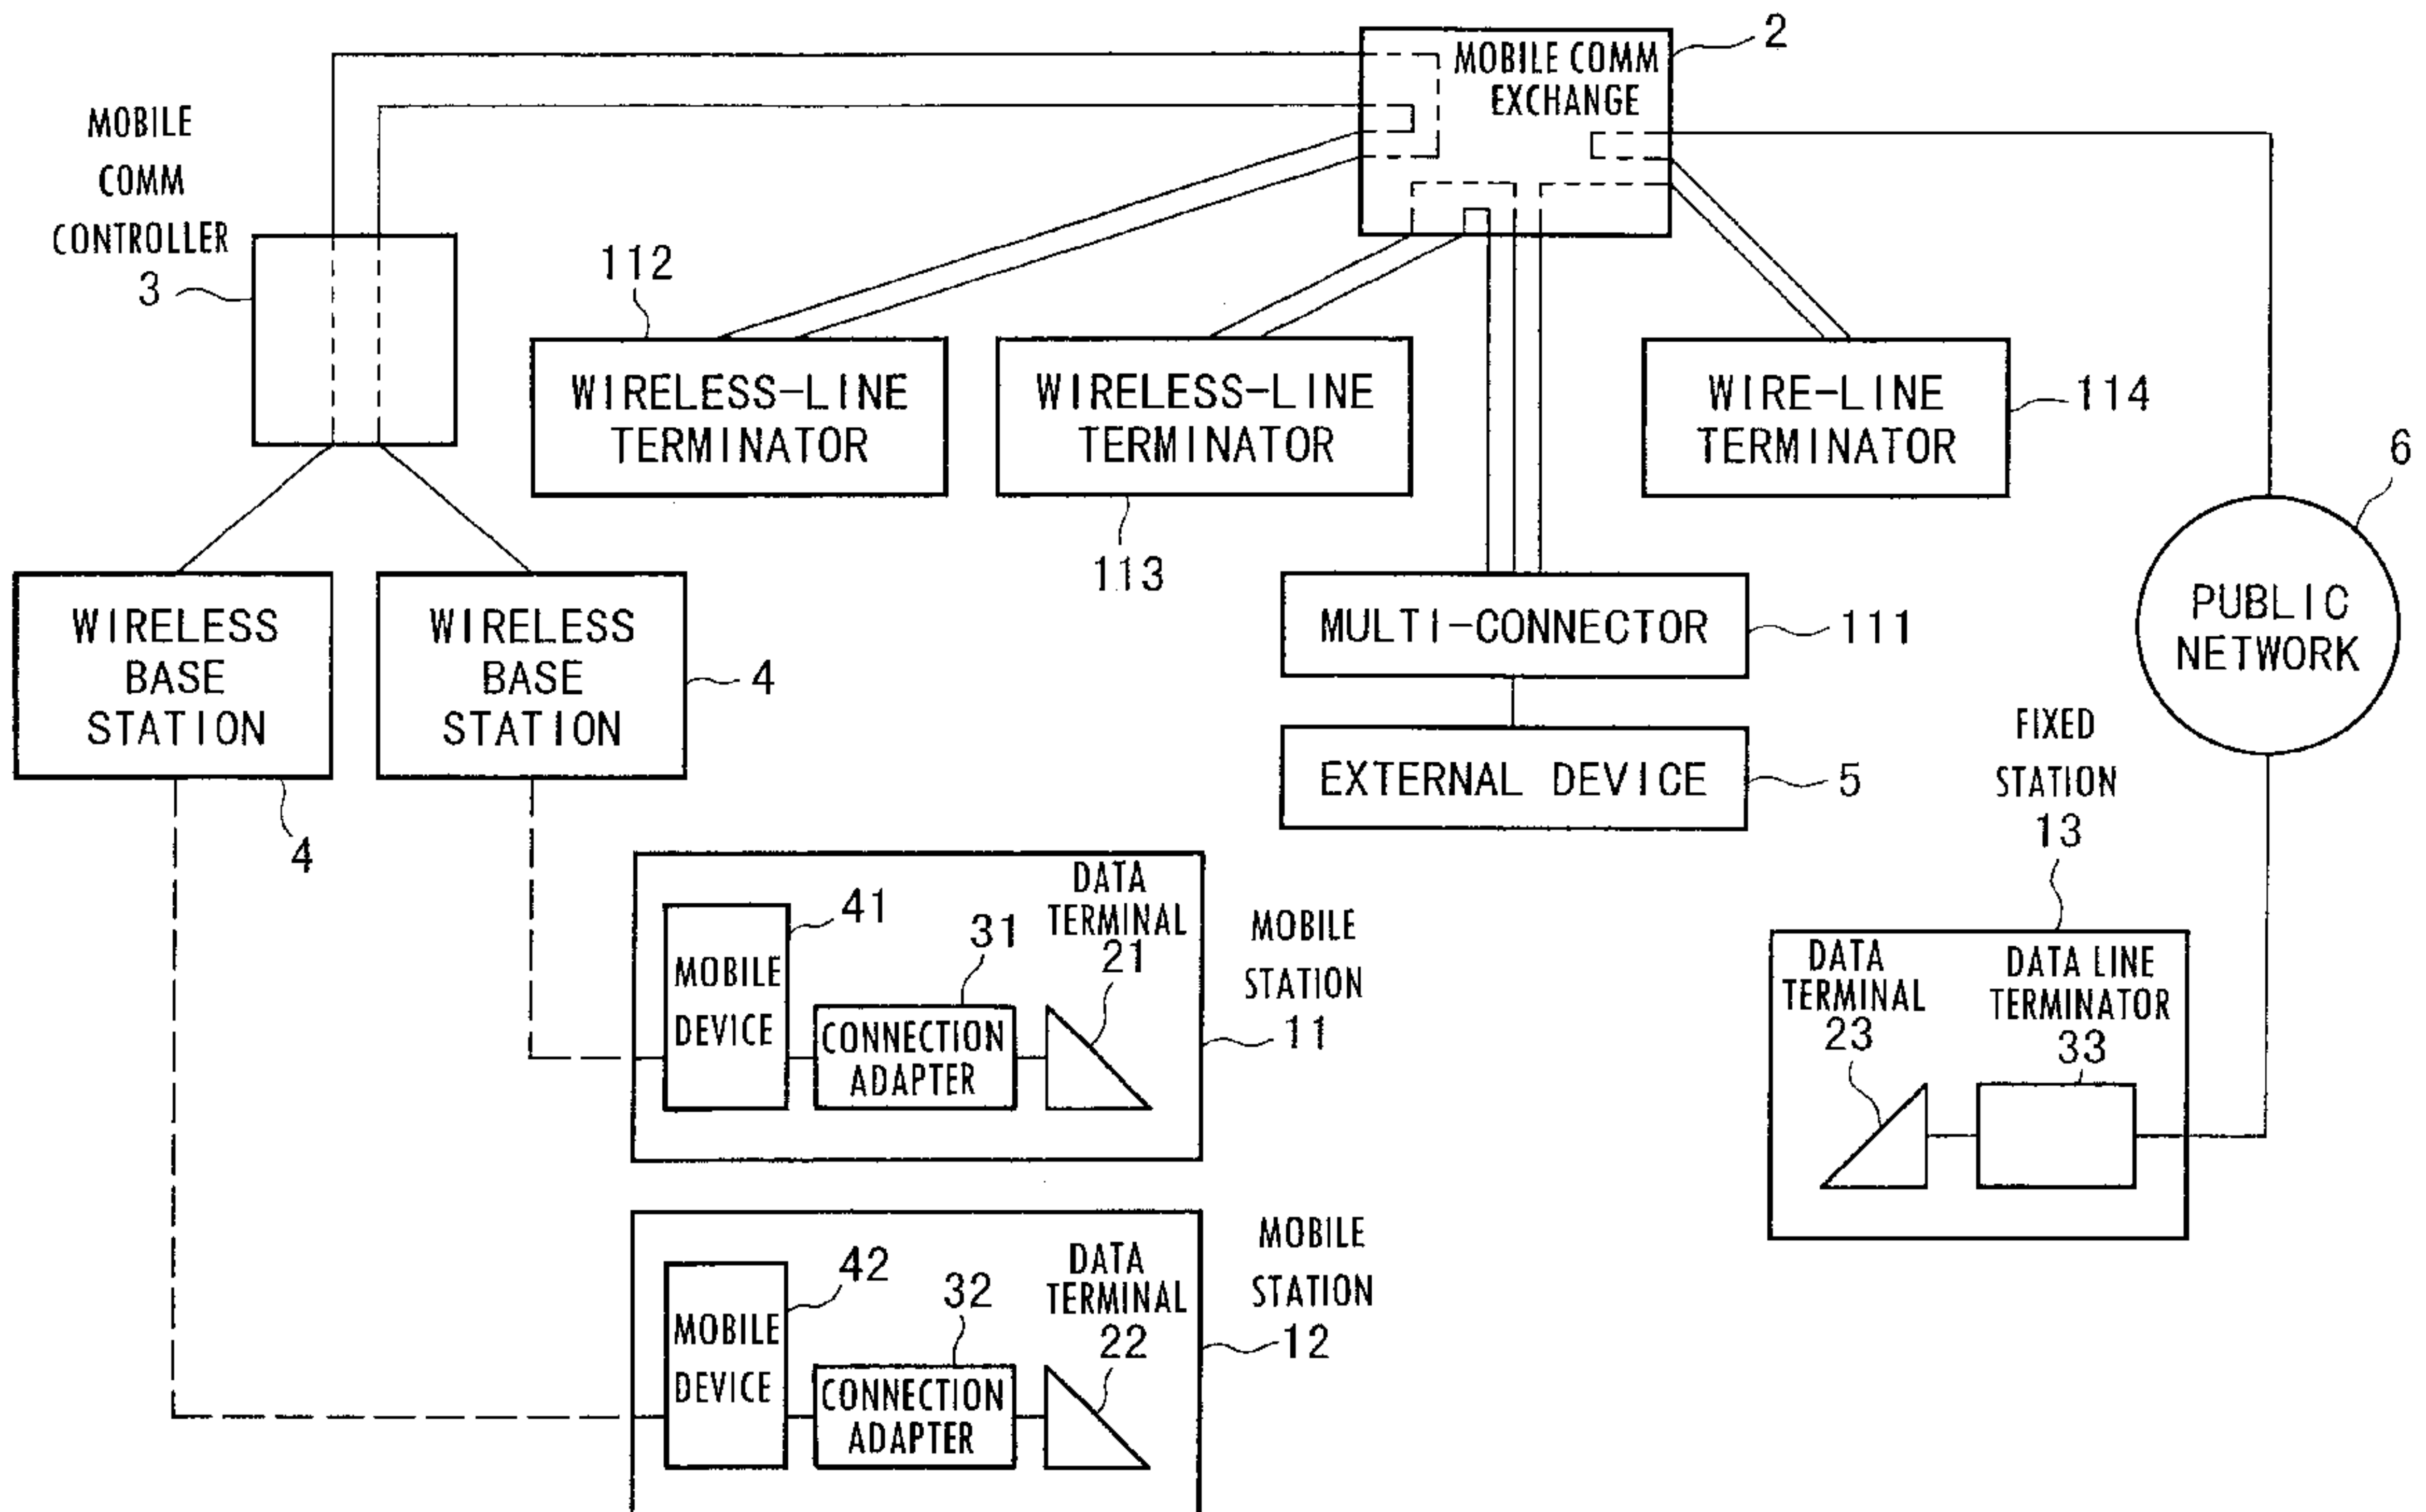 2
MOBILE COMM
EXCHANGE
MOBILE
COMM
CONTROLLER
3
112
WIRELESS-LINE
TERMINATOR
WIRELESS-LINE
TERMINATOR
113
WIRE-LINE
TERMINATOR
114
6
PUBLIC
NETWORK
WIRELESS
BASE
STATION
4
WIRELESS
BASE
STATION
4
MULTI-CONNECTOR
111
EXTERNAL DEVICE
5
FIXED
STATION
13
DATA
TERMINAL
21
41
31
MOBILE
DEVICE
CONNECTION
ADAPTER
MOBILE
STATION
11
DATA
TERMINAL
23
DATA LINE
TERMINATOR
33
42
32
DATA
TERMINAL
22
MOBILE
DEVICE
CONNECTION
ADAPTER
MOBILE
STATION
12